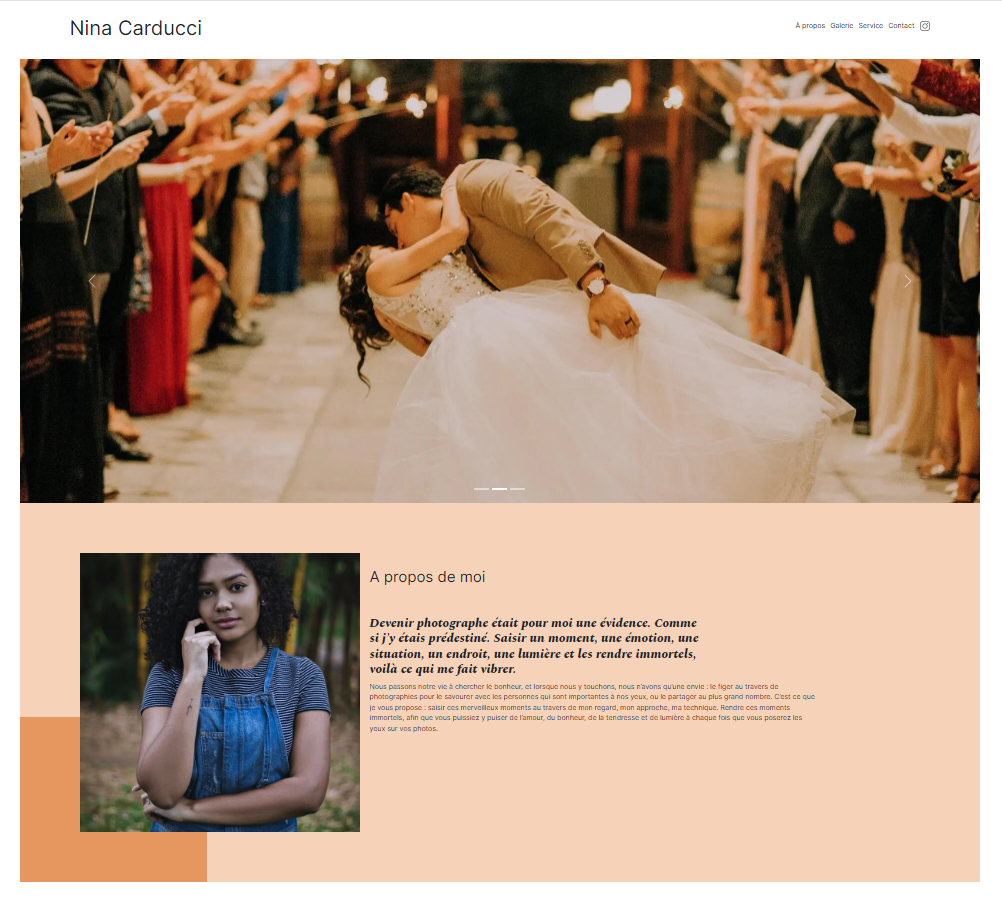 Nina Carducci
À propos Galerie Service Contact
A propos de moi
Devenir photographe était pour moi une évidence. Comme
si j'y étais prédestiné. Saisir un moment, une émotion, une
situation, un endroit, une lumière et les rendre immortels,
voilà ce qui me fait vibrer.
Nous passons notre vie à chercher le bonheur, et lorsque nous y touchons, nous n'avons qu'une envie : le figer au travers de
photographies pour le savourer avec les personnes qui sont importantes à nos yeux, ou le partager au plus grand nombre. C'est ce que
je vous propose : saisir ces merveilleux moments au travers de mon regard, mon approche, ma technique. Rendre ces moments
immortels, afin que vous puissiez y puiser de l'amour, du bonheur, de la tendresse et de lumière à chaque fois que vous poserez les
yeux sur vos photos.